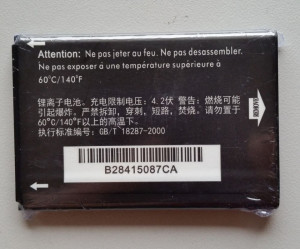 Attention: Ne pas jeter au feu. Ne pas desassembler.
Ne pas exposer à une température supérieure à
60°C/140°F
锂离子电池。充电限制电压：4.2伏 警告：燃烧可能
引起爆炸。严禁拆卸，穿刺，短路，焚烧。请勿置于
60°C/140°F以上的高温下。
执行标准编号：GB/T 18287-2000
B28415087CA